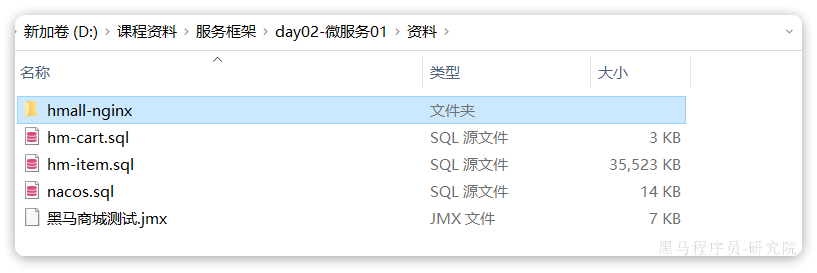 新加卷 (D:) › 课程资料 › 服务框架 › day02-微服务01 › 资料 ›
名称 类型 大小
hmall-nginx 文件夹
hm-cart.sql SQL 源文件 3 KB
hm-item.sql SQL 源文件 35,523 KB
nacos.sql SQL 源文件 14 KB
黑马商城测试.jmx JMX 文件 7 KB
黑马程序员-研究院